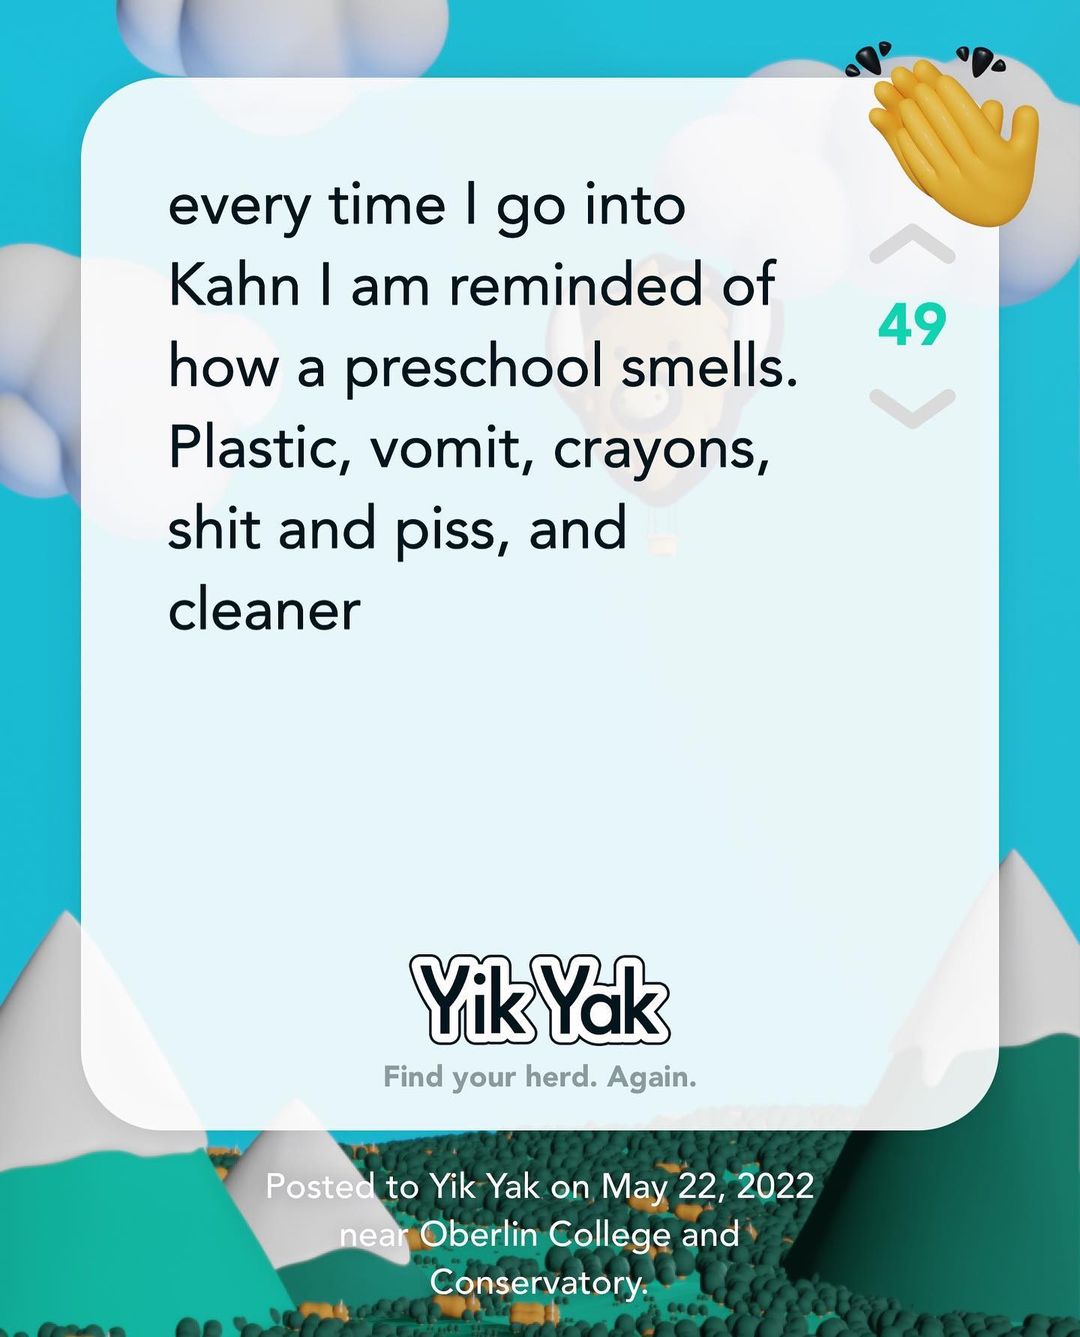 every time I go into
Kahn I am reminded of
how a preschool smells.
Plastic, vomit, crayons,
shit and piss, and
cleaner
49
Yik Yak
Find your herd. Again.
Posted to Yik Yak on May 22, 2022
near Oberlin College and
Conservatory.